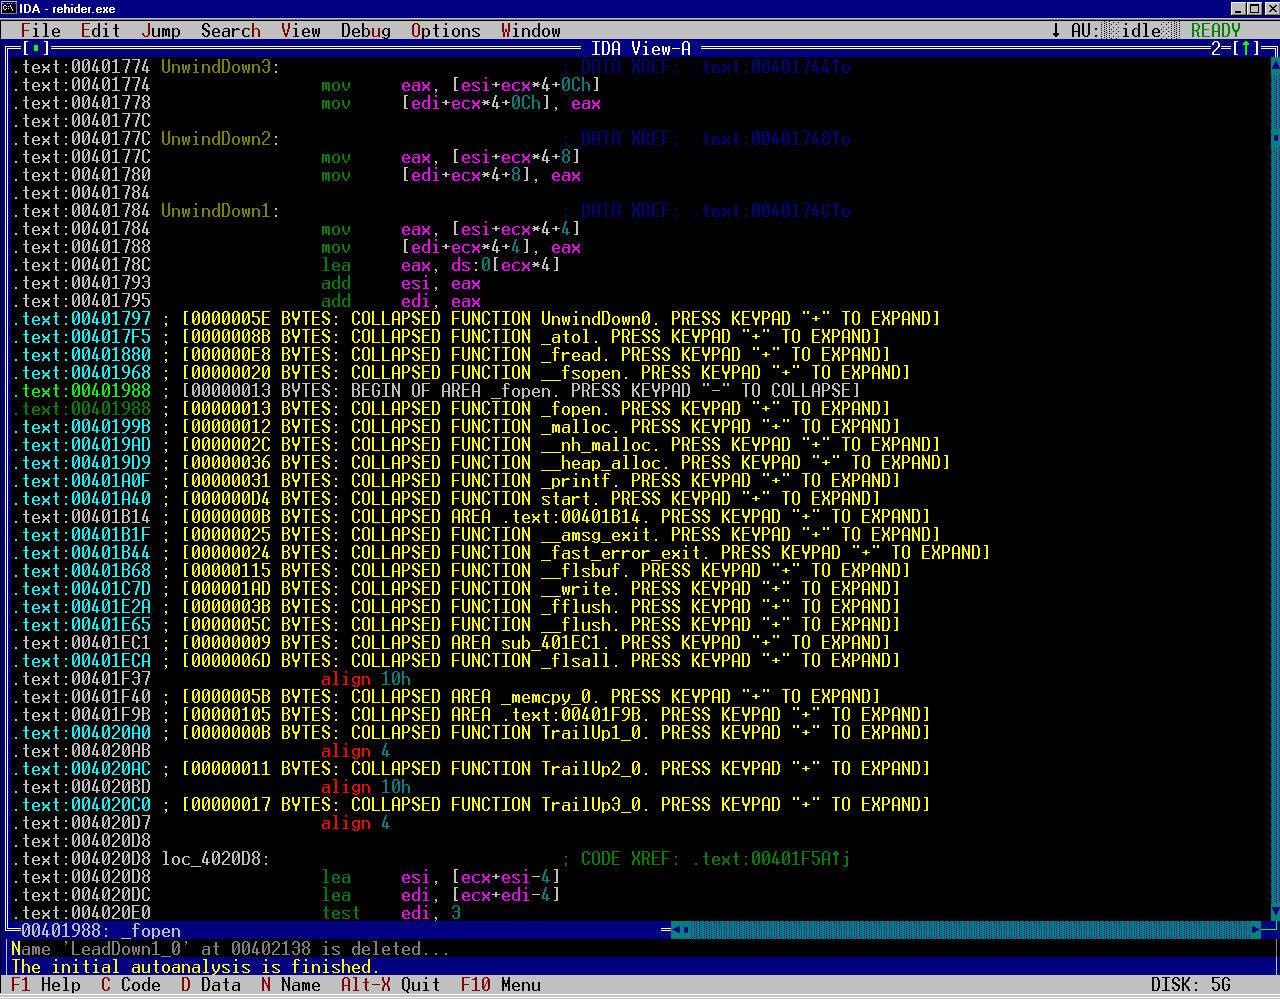 IDA - rehider.exe
File Edit Jump Search View Debug Options Window ↓ AU: idle READY
[▪] IDA View-A 2-[↑]
.text:00401774 UnwindDown3: ; DATA XREF: .text:00401744↑o
.text:00401774 mov eax, [esi+ecx*4+0Ch]
.text:00401778 mov [edi+ecx*4+0Ch], eax
.text:0040177C
.text:0040177C UnwindDown2: ; DATA XREF: .text:00401748↑o
.text:0040177C mov eax, [esi+ecx*4+8]
.text:00401780 mov [edi+ecx*4+8], eax
.text:00401784
.text:00401784 UnwindDown1: ; DATA XREF: .text:0040174C↑o
.text:00401784 mov eax, [esi+ecx*4+4]
.text:00401788 mov [edi+ecx*4+4], eax
.text:0040178C lea eax, ds:0[ecx*4]
.text:00401793 add esi, eax
.text:00401795 add edi, eax
.text:00401797 ; [0000005E BYTES: COLLAPSED FUNCTION UnwindDown0. PRESS KEYPAD "+" TO EXPAND]
.text:004017F5 ; [0000008B BYTES: COLLAPSED FUNCTION _atol. PRESS KEYPAD "+" TO EXPAND]
.text:00401880 ; [000000E8 BYTES: COLLAPSED FUNCTION _fread. PRESS KEYPAD "+" TO EXPAND]
.text:00401968 ; [00000020 BYTES: COLLAPSED FUNCTION __fsopen. PRESS KEYPAD "+" TO EXPAND]
.text:00401988 ; [00000013 BYTES: BEGIN OF AREA _fopen. PRESS KEYPAD "-" TO COLLAPSE]
.text:00401988 ; [00000013 BYTES: COLLAPSED FUNCTION _fopen. PRESS KEYPAD "+" TO EXPAND]
.text:0040199B ; [00000012 BYTES: COLLAPSED FUNCTION _malloc. PRESS KEYPAD "+" TO EXPAND]
.text:004019AD ; [0000002C BYTES: COLLAPSED FUNCTION __nh_malloc. PRESS KEYPAD "+" TO EXPAND]
.text:004019D9 ; [00000036 BYTES: COLLAPSED FUNCTION __heap_alloc. PRESS KEYPAD "+" TO EXPAND]
.text:00401A0F ; [00000031 BYTES: COLLAPSED FUNCTION _printf. PRESS KEYPAD "+" TO EXPAND]
.text:00401A40 ; [000000D4 BYTES: COLLAPSED FUNCTION start. PRESS KEYPAD "+" TO EXPAND]
.text:00401B14 ; [0000000B BYTES: COLLAPSED AREA .text:00401B14. PRESS KEYPAD "+" TO EXPAND]
.text:00401B1F ; [00000025 BYTES: COLLAPSED FUNCTION __amsg_exit. PRESS KEYPAD "+" TO EXPAND]
.text:00401B44 ; [00000024 BYTES: COLLAPSED FUNCTION _fast_error_exit. PRESS KEYPAD "+" TO EXPAND]
.text:00401B68 ; [00000115 BYTES: COLLAPSED FUNCTION __flsbuf. PRESS KEYPAD "+" TO EXPAND]
.text:00401C7D ; [000001AD BYTES: COLLAPSED FUNCTION __write. PRESS KEYPAD "+" TO EXPAND]
.text:00401E2A ; [0000003B BYTES: COLLAPSED FUNCTION _fflush. PRESS KEYPAD "+" TO EXPAND]
.text:00401E65 ; [0000005C BYTES: COLLAPSED FUNCTION __flush. PRESS KEYPAD "+" TO EXPAND]
.text:00401EC1 ; [00000009 BYTES: COLLAPSED AREA sub_401EC1. PRESS KEYPAD "+" TO EXPAND]
.text:00401ECA ; [0000006D BYTES: COLLAPSED FUNCTION _flsall. PRESS KEYPAD "+" TO EXPAND]
.text:00401F37 align 10h
.text:00401F40 ; [0000005B BYTES: COLLAPSED AREA _memcpy_0. PRESS KEYPAD "+" TO EXPAND]
.text:00401F9B ; [00000105 BYTES: COLLAPSED AREA .text:00401F9B. PRESS KEYPAD "+" TO EXPAND]
.text:004020A0 ; [0000000B BYTES: COLLAPSED FUNCTION TrailUp1_0. PRESS KEYPAD "+" TO EXPAND]
.text:004020AB align 4
.text:004020AC ; [00000011 BYTES: COLLAPSED FUNCTION TrailUp2_0. PRESS KEYPAD "+" TO EXPAND]
.text:004020BD align 10h
.text:004020C0 ; [00000017 BYTES: COLLAPSED FUNCTION TrailUp3_0. PRESS KEYPAD "+" TO EXPAND]
.text:004020D7 align 4
.text:004020D8
.text:004020D8 loc_4020D8: ; CODE XREF: .text:00401F5A↑j
.text:004020D8 lea esi, [ecx+esi-4]
.text:004020DC lea edi, [ecx+edi-4]
.text:004020E0 test edi, 3
00401988: _fopen
Name 'LeadDown1_0' at 00402138 is deleted...
The initial autoanalysis is finished.
F1 Help C Code D Data N Name Alt-X Quit F10 Menu DISK: 5G